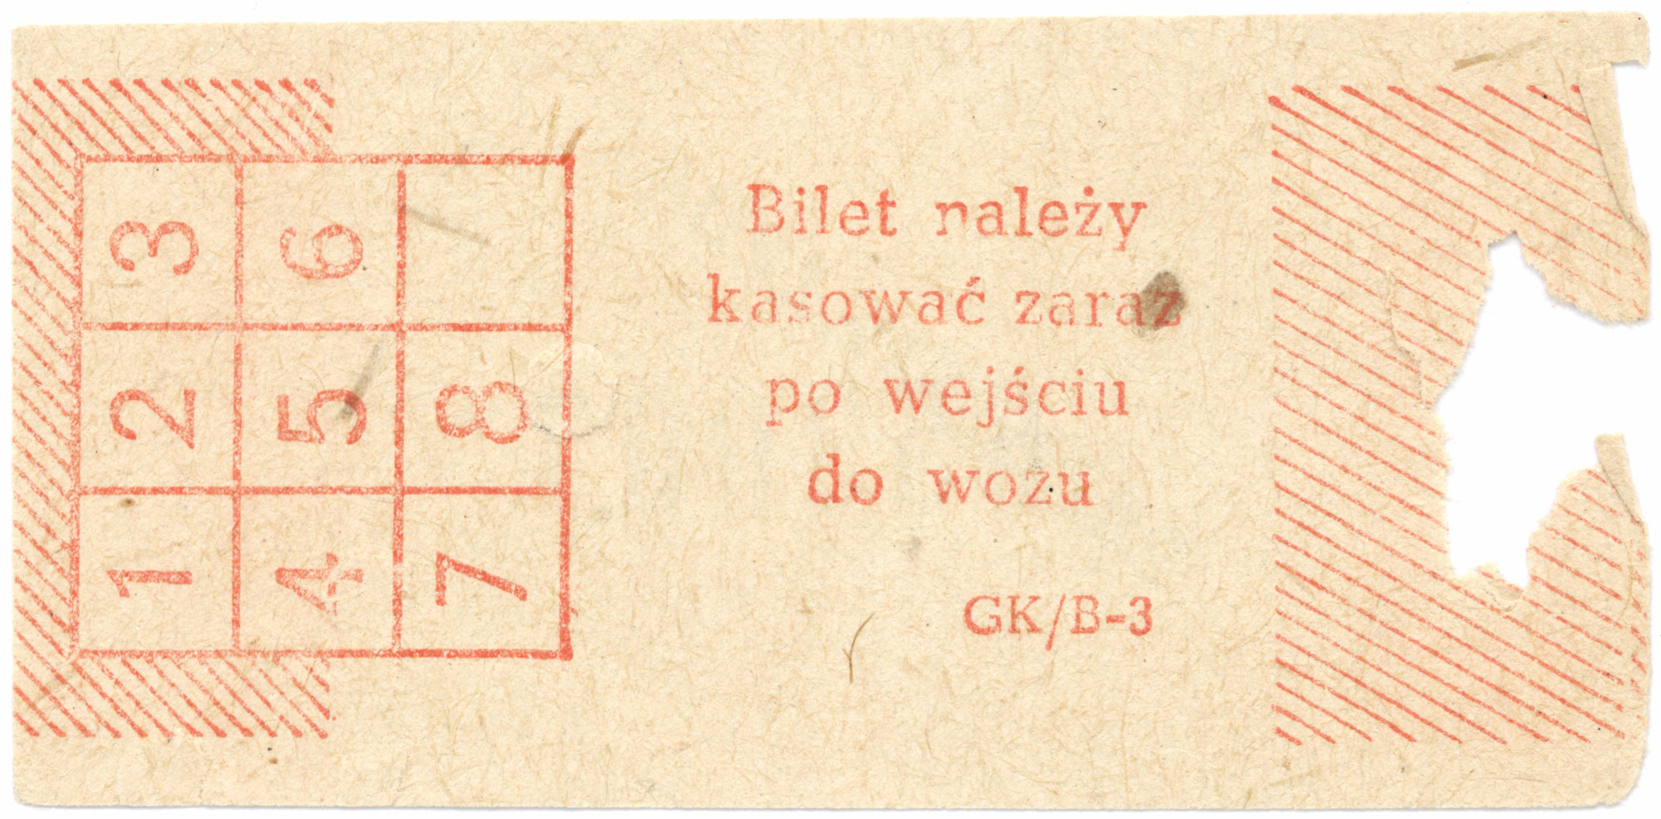 3 6
2 5 8
1 4 7
Bilet należy
kasować zaraz
po wejściu
do wozu
GK/B-3